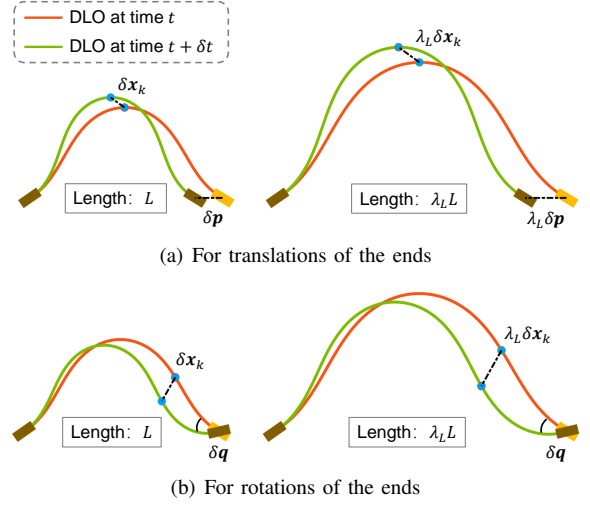 DLO at time t
DLO at time t + δt
δx_k
λ_L δx_k
Length: L
Length: λ_L L
δp
λ_L δp
(a) For translations of the ends
δx_k
λ_L δx_k
Length: L
Length: λ_L L
δq
δq
(b) For rotations of the ends